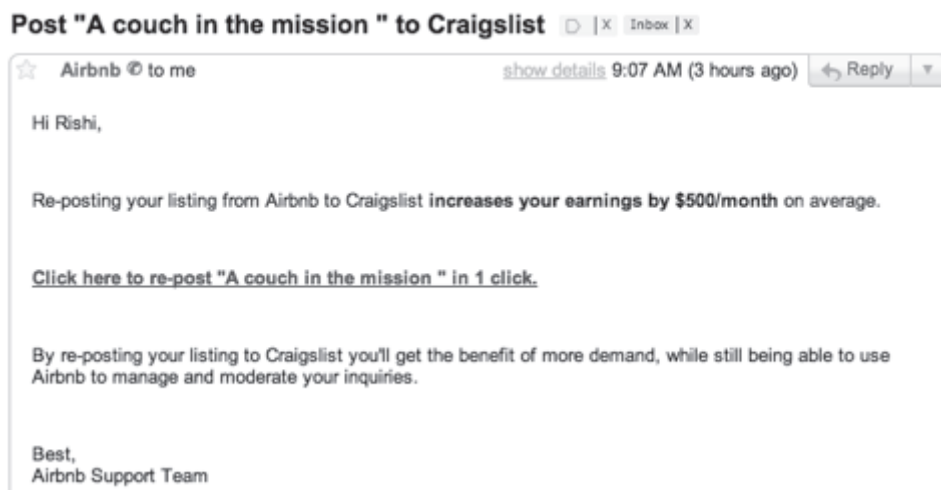 Post "A couch in the mission " to Craigslist |X Inbox |X
Airbnb to me show details 9:07 AM (3 hours ago) Reply
Hi Rishi,
Re-posting your listing from Airbnb to Craigslist increases your earnings by $500/month on average.
Click here to re-post "A couch in the mission " in 1 click.
By re-posting your listing to Craigslist you'll get the benefit of more demand, while still being able to use
Airbnb to manage and moderate your inquiries.
Best,
Airbnb Support Team